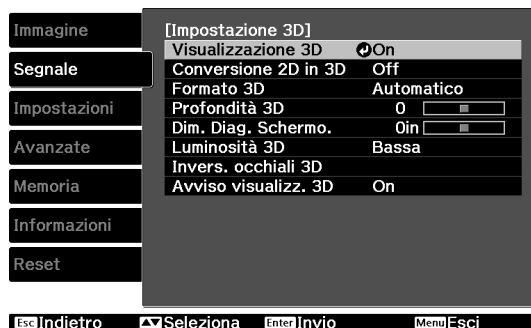 Immagine
Segnale
Impostazioni
Avanzate
Memoria
Informazioni
Reset
[Impostazione 3D]
Visualizzazione 3D On
Conversione 2D in 3D Off
Formato 3D Automatico
Profondità 3D 0
Dim. Diag. Schermo. 0in
Luminosità 3D Bassa
Invers. occhiali 3D
Avviso visualizz. 3D On
Esc Indietro Seleziona Enter Invio Menu Esci